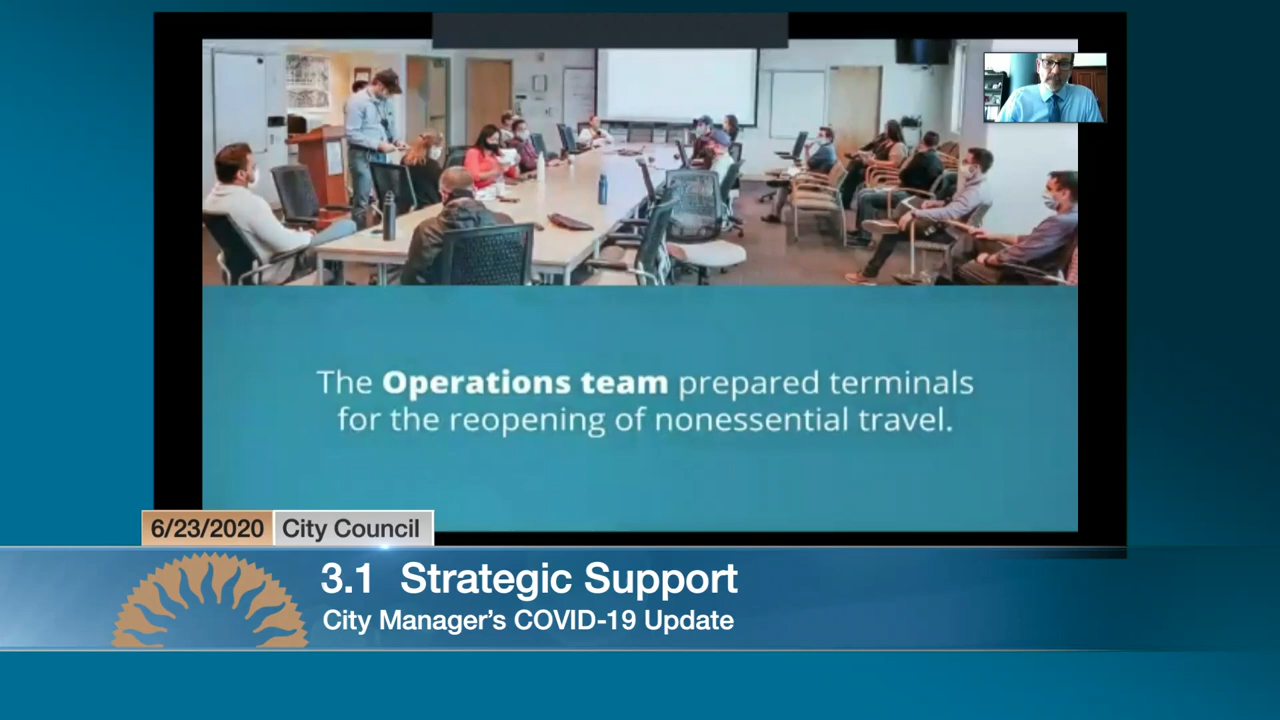 The Operations team prepared terminals
for the reopening of nonessential travel.
6/23/2020 City Council
3.1 Strategic Support
City Manager's COVID-19 Update